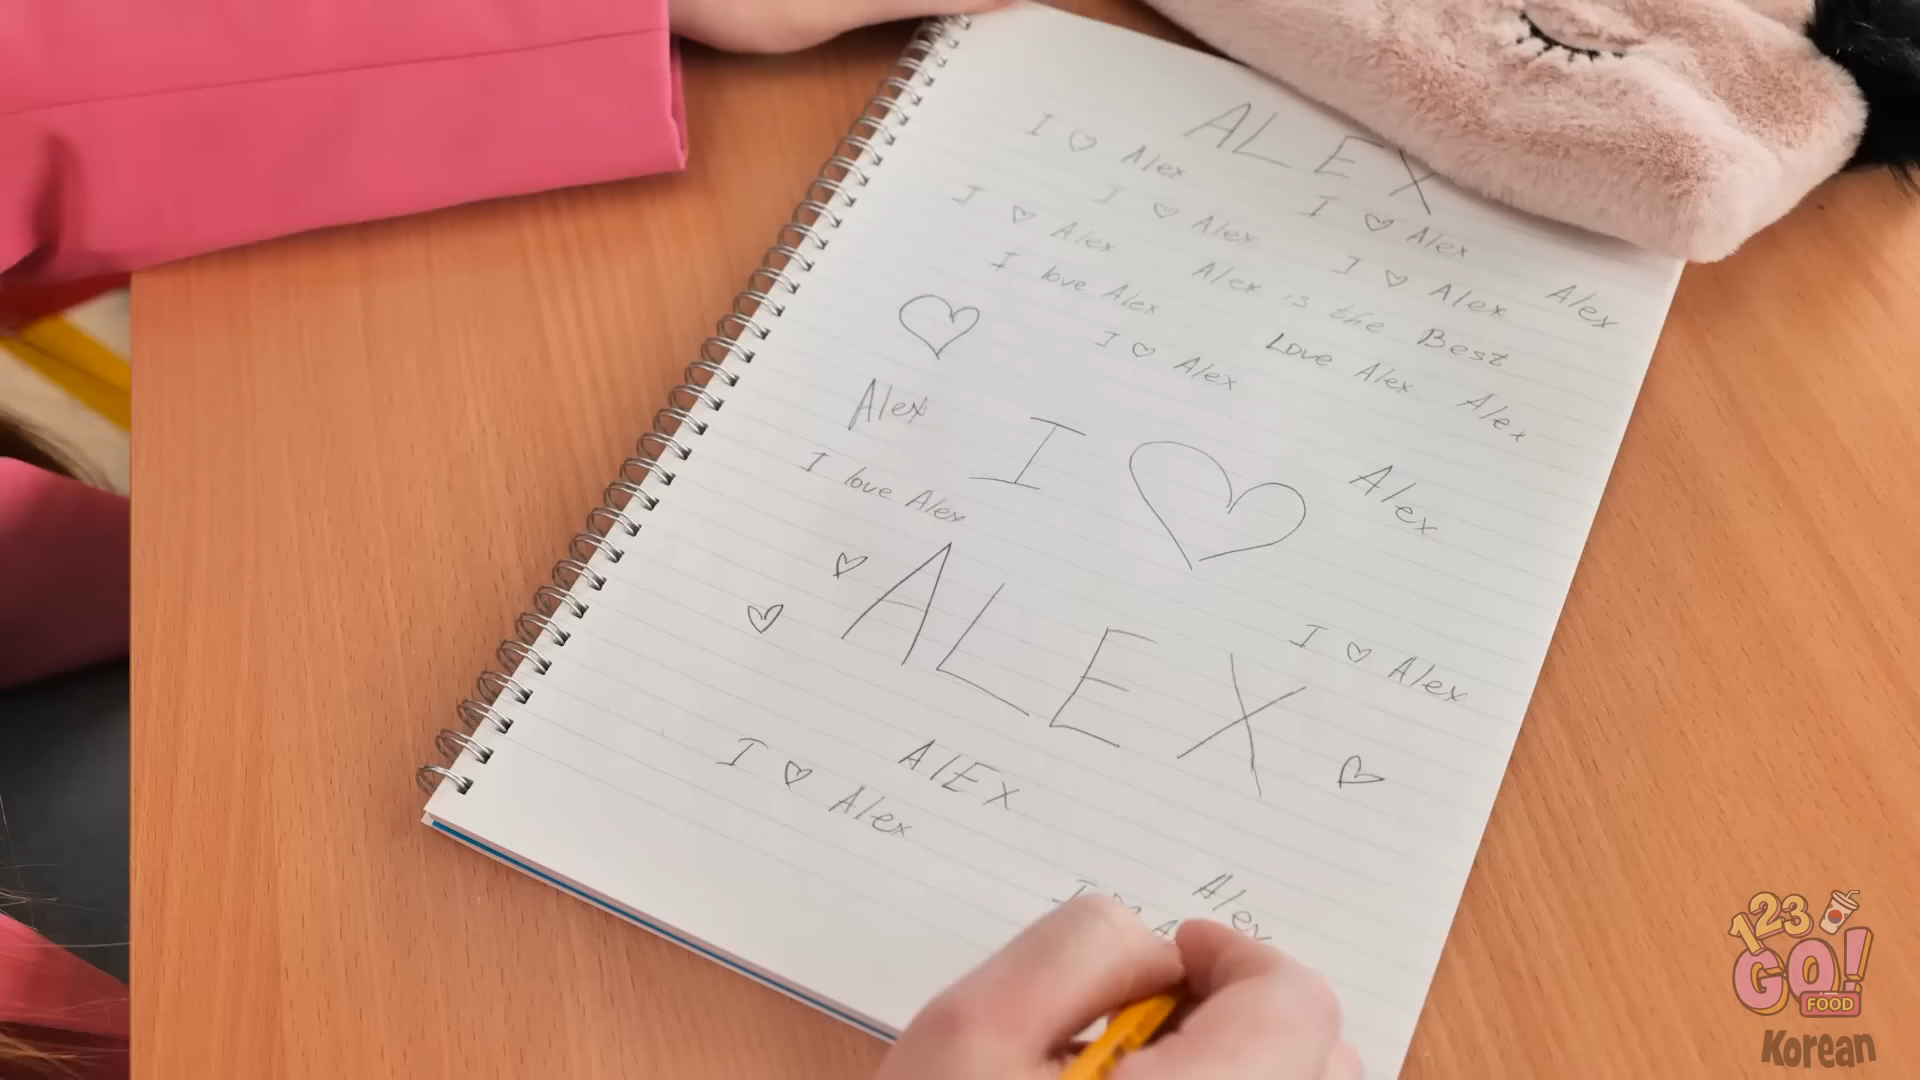 ALEX
I ♡ Alex
I ♡ Alex
I ♡ Alex
I ♡ Alex
I ♡ Alex
Alex
Alex is the Best
I love Alex
Love Alex
Alex
I ♡ Alex
Alex
I ♡
Alex
I love Alex
ALEX
I ♡ Alex
AlEX
I ♡ Alex
Alex
I ♡ A
123 GO!
FOOD
Korean